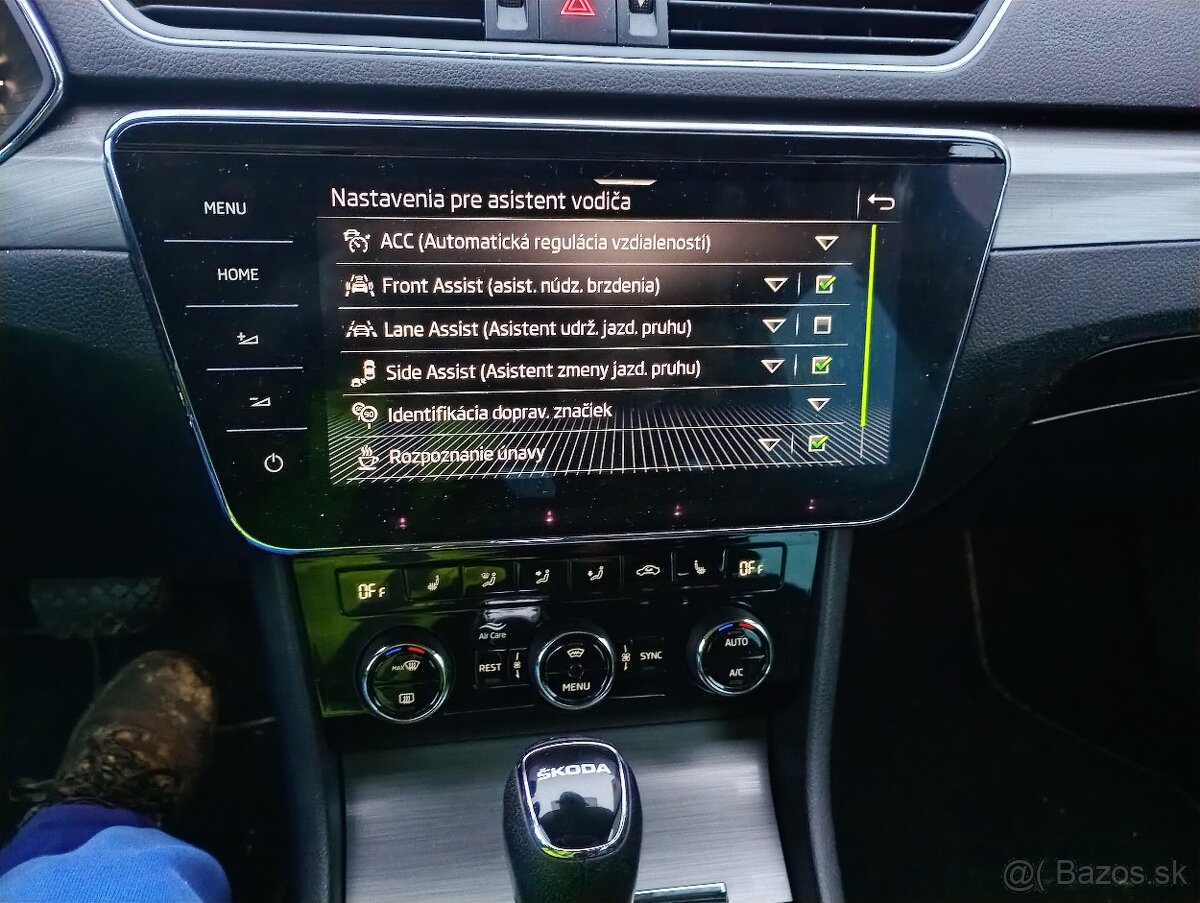 MENU
HOME
Nastavenia pre asistent vodiča
ACC (Automatická regulácia vzdialeností)
Front Assist (asist. núdz. brzdenia)
Lane Assist (Asistent udrž. jazd. pruhu)
Side Assist (Asistent zmeny jazd. pruhu)
Identifikácia doprav. značiek
Rozpoznanie únavy
OFF
OFF
Air Care
MAX
REST
MENU
SYNC
AUTO
A/C
ŠKODA
@( Bazos.sk